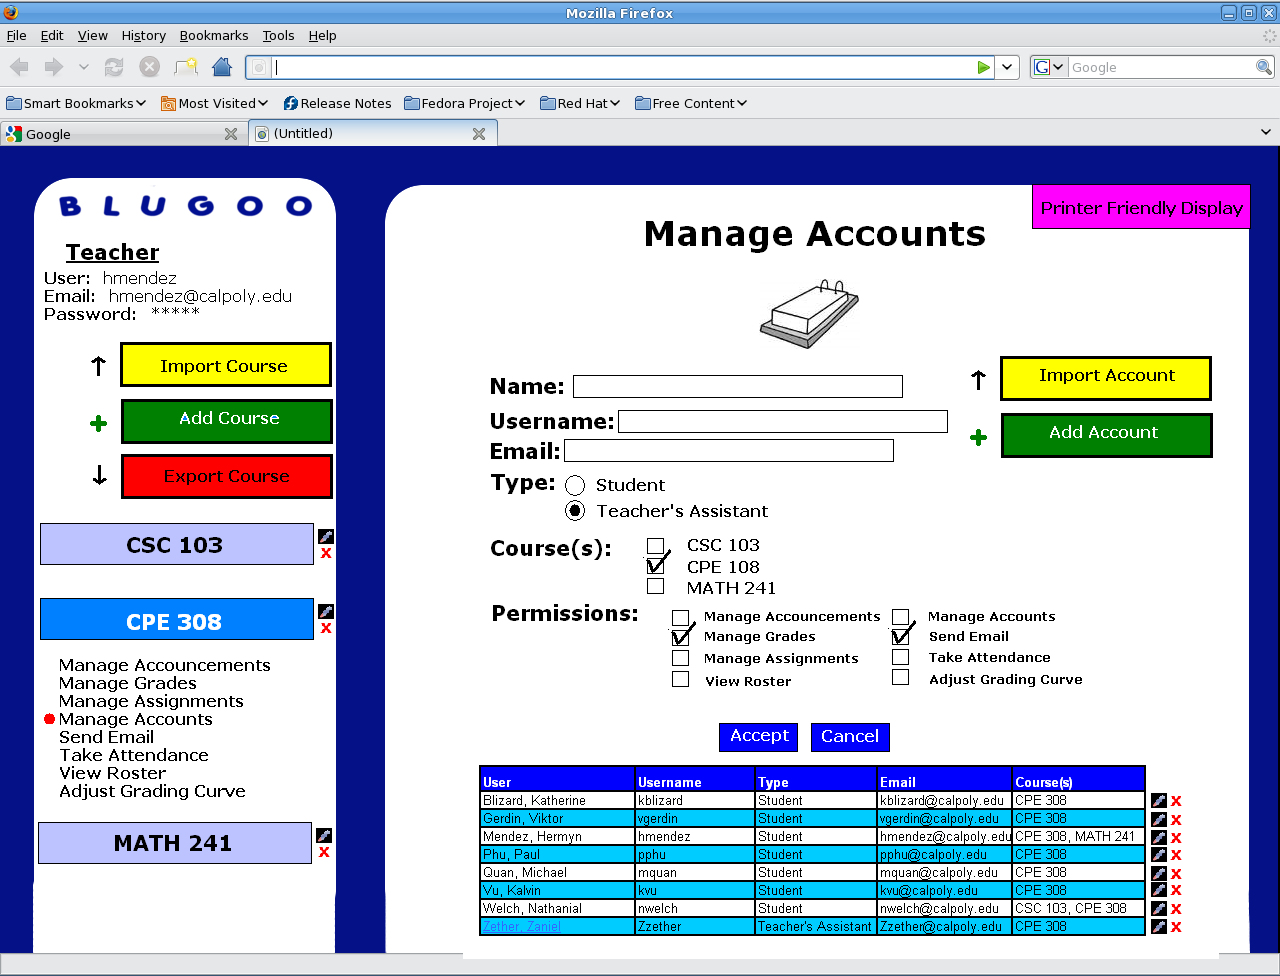 Mozilla Firefox
File Edit View History Bookmarks Tools Help
G Google
Smart Bookmarks Most Visited Release Notes Fedora Project Red Hat Free Content
Google (Untitled)
BLUGOO
Teacher
User: hmendez
Email: hmendez@calpoly.edu
Password: *****
↑ Import Course
+ Add Course
↓ Export Course
CSC 103
X
CPE 308
X
Manage Accouncements
Manage Grades
Manage Assignments
Manage Accounts
Send Email
Take Attendance
View Roster
Adjust Grading Curve
MATH 241
X
Printer Friendly Display
Manage Accounts
Name:
↑ Import Account
Username:
+ Add Account
Email:
Type: Student
Teacher's Assistant
Course(s): CSC 103
CPE 108
MATH 241
Permissions: Manage Accouncements Manage Accounts
Manage Grades Send Email
Manage Assignments Take Attendance
View Roster Adjust Grading Curve
Accept Cancel
User Username Type Email Course(s)
Blizard, Katherine kblizard Student kblizard@calpoly.edu CPE 308 X
Gerdin, Viktor vgerdin Student vgerdin@calpoly.edu CPE 308 X
Mendez, Hermyn hmendez Student hmendez@calpoly.edu CPE 308, MATH 241 X
Phu, Paul pphu Student pphu@calpoly.edu CPE 308 X
Quan, Michael mquan Student mquan@calpoly.edu CPE 308 X
Vu, Kalvin kvu Student kvu@calpoly.edu CPE 308 X
Welch, Nathanial nwelch Student nwelch@calpoly.edu CSC 103, CPE 308 X
Zether, Zaniel Zzether Teacher's Assistant Zzether@calpoly.edu CPE 308 X